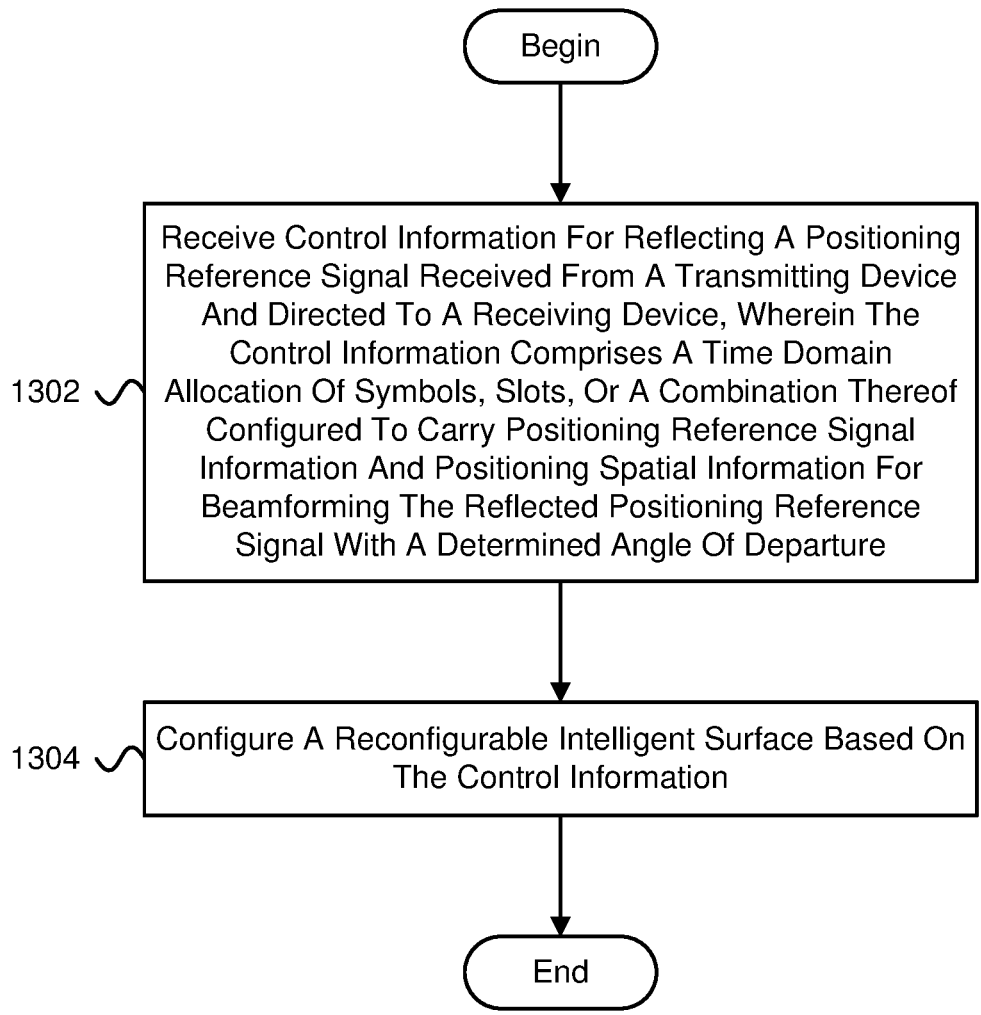 Begin
Receive Control Information For Reflecting A Positioning
Reference Signal Received From A Transmitting Device
And Directed To A Receiving Device, Wherein The
Control Information Comprises A Time Domain
1302
Allocation Of Symbols, Slots, Or A Combination Thereof
Configured To Carry Positioning Reference Signal
Information And Positioning Spatial Information For
Beamforming The Reflected Positioning Reference
Signal With A Determined Angle Of Departure
1304
Configure A Reconfigurable Intelligent Surface Based On
The Control Information
End